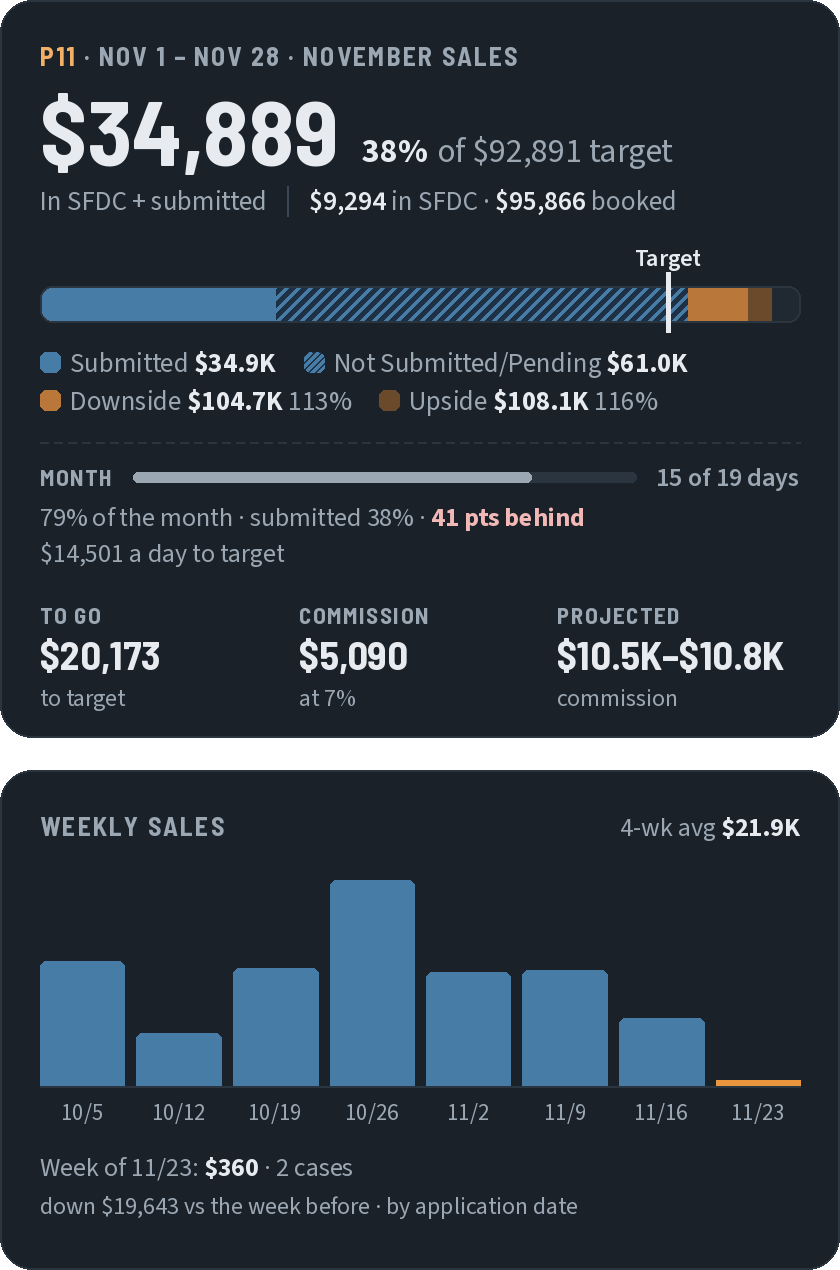 P11 · NOV 1 – NOV 28 · NOVEMBER SALES
$34,889 38% of $92,891 target
In SFDC + submitted $9,294 in SFDC · $95,866 booked
Target
Submitted $34.9K Not Submitted/Pending $61.0K
Downside $104.7K 113% Upside $108.1K 116%
MONTH 15 of 19 days
79% of the month · submitted 38% · 41 pts behind
$14,501 a day to target
TO GO COMMISSION PROJECTED
$20,173 $5,090 $10.5K–$10.8K
to target at 7% commission
WEEKLY SALES 4-wk avg $21.9K
10/5 10/12 10/19 10/26 11/2 11/9 11/16 11/23
Week of 11/23: $360 · 2 cases
down $19,643 vs the week before · by application date